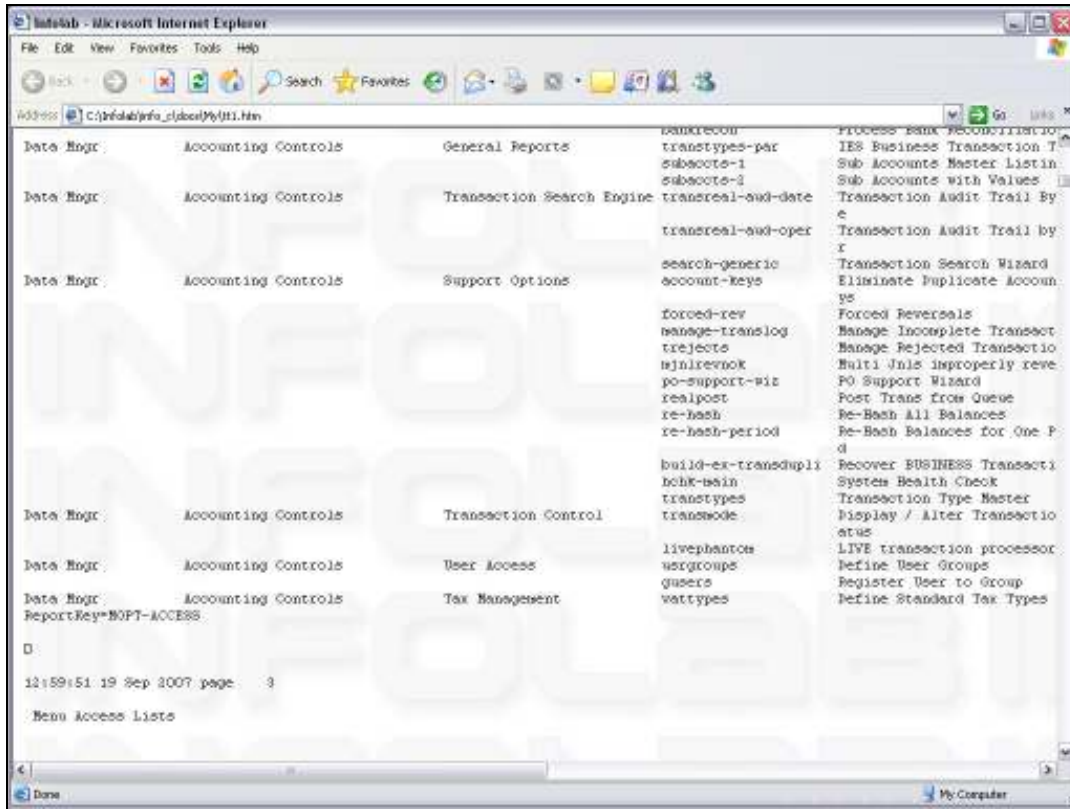 Infolab - Microsoft Internet Explorer
File Edit View Favorites Tools Help
Back Search Favorites
Address C:\Infolab\info_cl\docs\My\tt1.htm Go Links
bankrecon Process Bank Reconciliatio
Data Mngr Accounting Controls General Reports transtypes-par IES Business Transaction T
subaccts-1 Sub Accounts Master Listin
subaccts-2 Sub Accounts with Values
Data Mngr Accounting Controls Transaction Search Engine transreal-aud-date Transaction Audit Trail By
e
transreal-aud-oper Transaction Audit Trail by
r
search-generic Transaction Search Wizard
Data Mngr Accounting Controls Support Options account-keys Eliminate Duplicate Accoun
ys
forced-rev Forced Reversals
manage-translog Manage Incomplete Transact
trejects Manage Rejected Transactio
mjnlrevnok Multi Jnls improperly reve
po-support-wiz PO Support Wizard
realpost Post Trans from Queue
re-hash Re-Hash All Balances
re-hash-period Re-Hash Balances for One P
d
build-ex-transdupli Recover BUSINESS Transacti
hchk-main System Health Check
transtypes Transaction Type Master
Data Mngr Accounting Controls Transaction Control transmode Display / Alter Transactio
atus
livephantom LIVE transaction processor
Data Mngr Accounting Controls User Access usrgroups Define User Groups
gusers Register User to Group
Data Mngr Accounting Controls Tax Management vattypes Define Standard Tax Types
ReportKey=MOPT-ACCESS
12:59:51 19 Sep 2007 page 3
Menu Access Lists
INFOLAB
Done My Computer